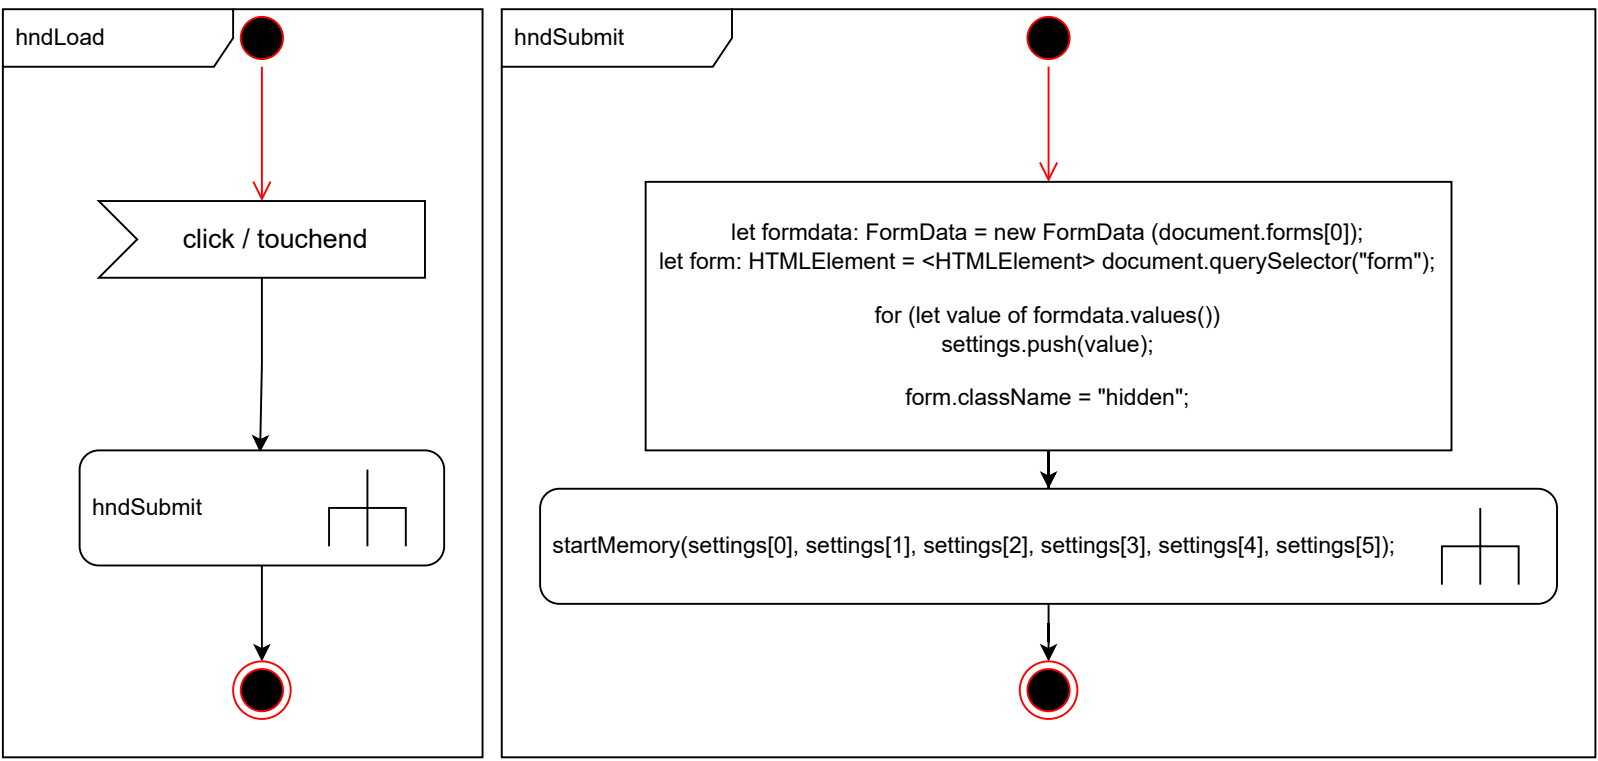 hndLoad
click / touchend
hndSubmit
hndSubmit
let formdata: FormData = new FormData (document.forms[0]);
let form: HTMLElement = <HTMLElement> document.querySelector("form");
for (let value of formdata.values())
settings.push(value);
form.className = "hidden";
startMemory(settings[0], settings[1], settings[2], settings[3], settings[4], settings[5]);